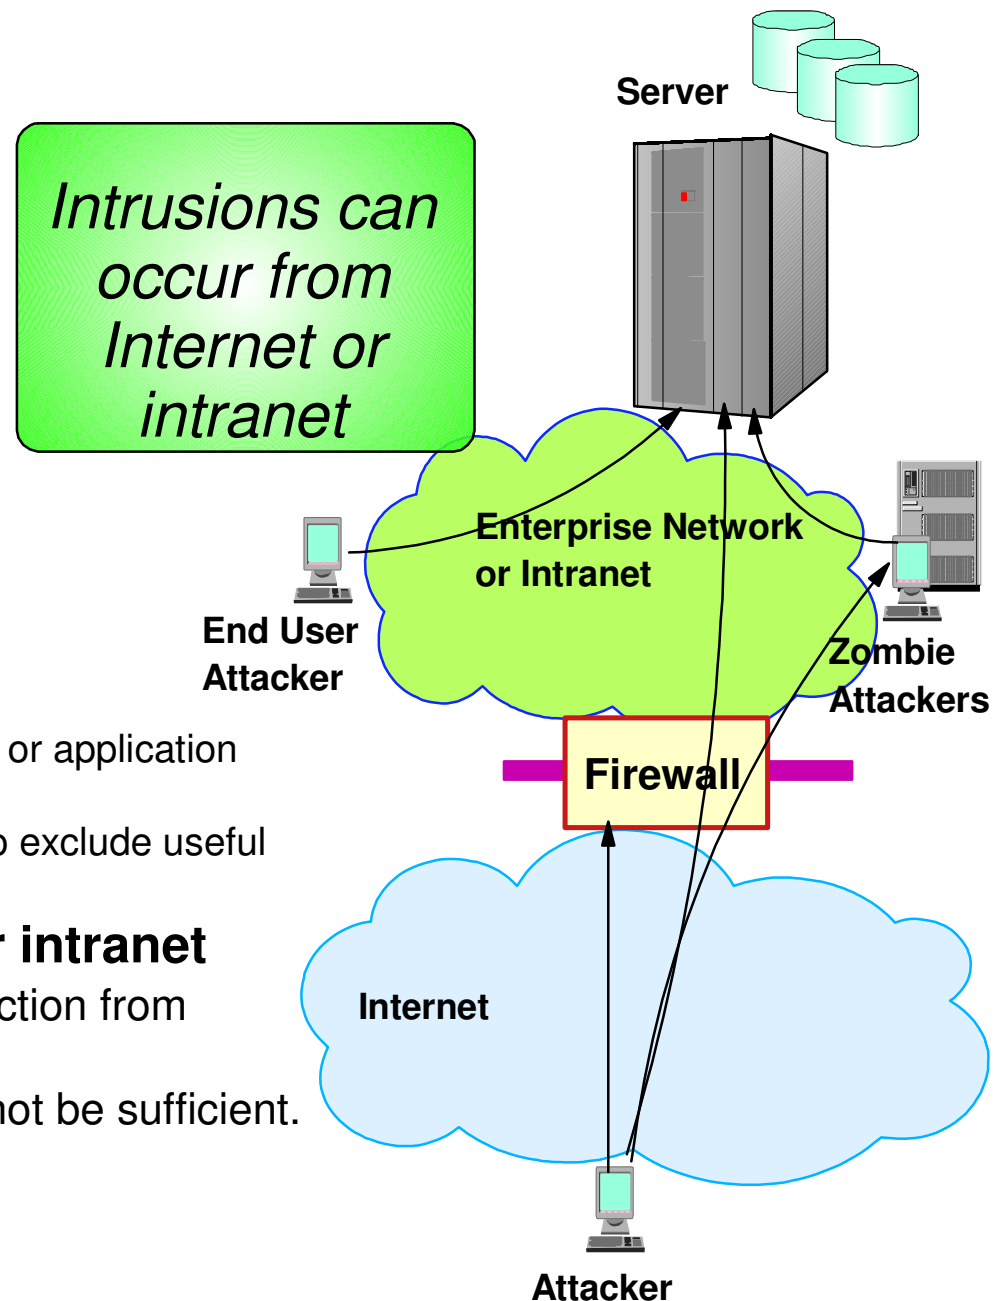 Server
Intrusions can
occur from
Internet or
intranet
Enterprise Network
or Intranet
End User
Attacker
Zombie
Attackers
or application
Firewall
exclude useful
intranet
Internet
from
not be sufficient.
Attacker